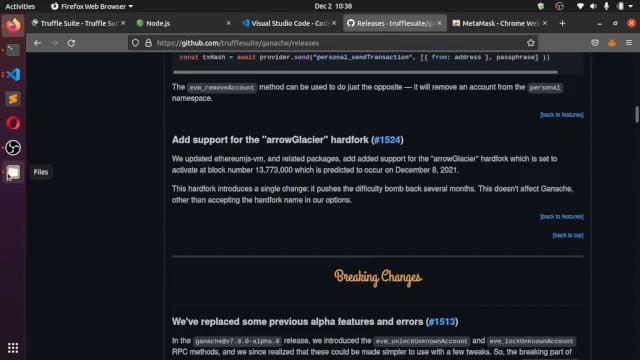 Activities
Firefox Web Browser
Dec 2 10:38
Truffle Suite - Truffle Suit
Node.js
Visual Studio Code - Code
Releases · trufflesuite/ga
MetaMask - Chrome Web
https://github.com/trufflesuite/ganache/releases
const txHash = await provider.send("personal_sendTransaction", [{ from: address }, passphrase] ))
The evm_removeAccount method can be used to do just the opposite — it will remove an account from the personal
namespace.
[back to features]
Add support for the "arrowGlacier" hardfork (#1524)
Files
We updated ethereumjs-vm, and related packages, add added support for the "arrowGlacier" hardfork which is set to
activate at block number 13,773,000 which is predicted to occur on December 8, 2021.
This hardfork introduces a single change: it pushes the difficulty bomb back several months. This doesn't affect Ganache,
other than accepting the hardfork name in our options.
[back to features]
[back to top]
Breaking Changes
We've replaced some previous alpha features and errors (#1513)
In the ganache@v7.0.0-alpha.0 release, we introduced the evm_unlockUnknownAccount and evm_lockUnknownAccount
RPC methods, and we since realized that these could be made simpler to use with a few tweaks. So, the breaking part of